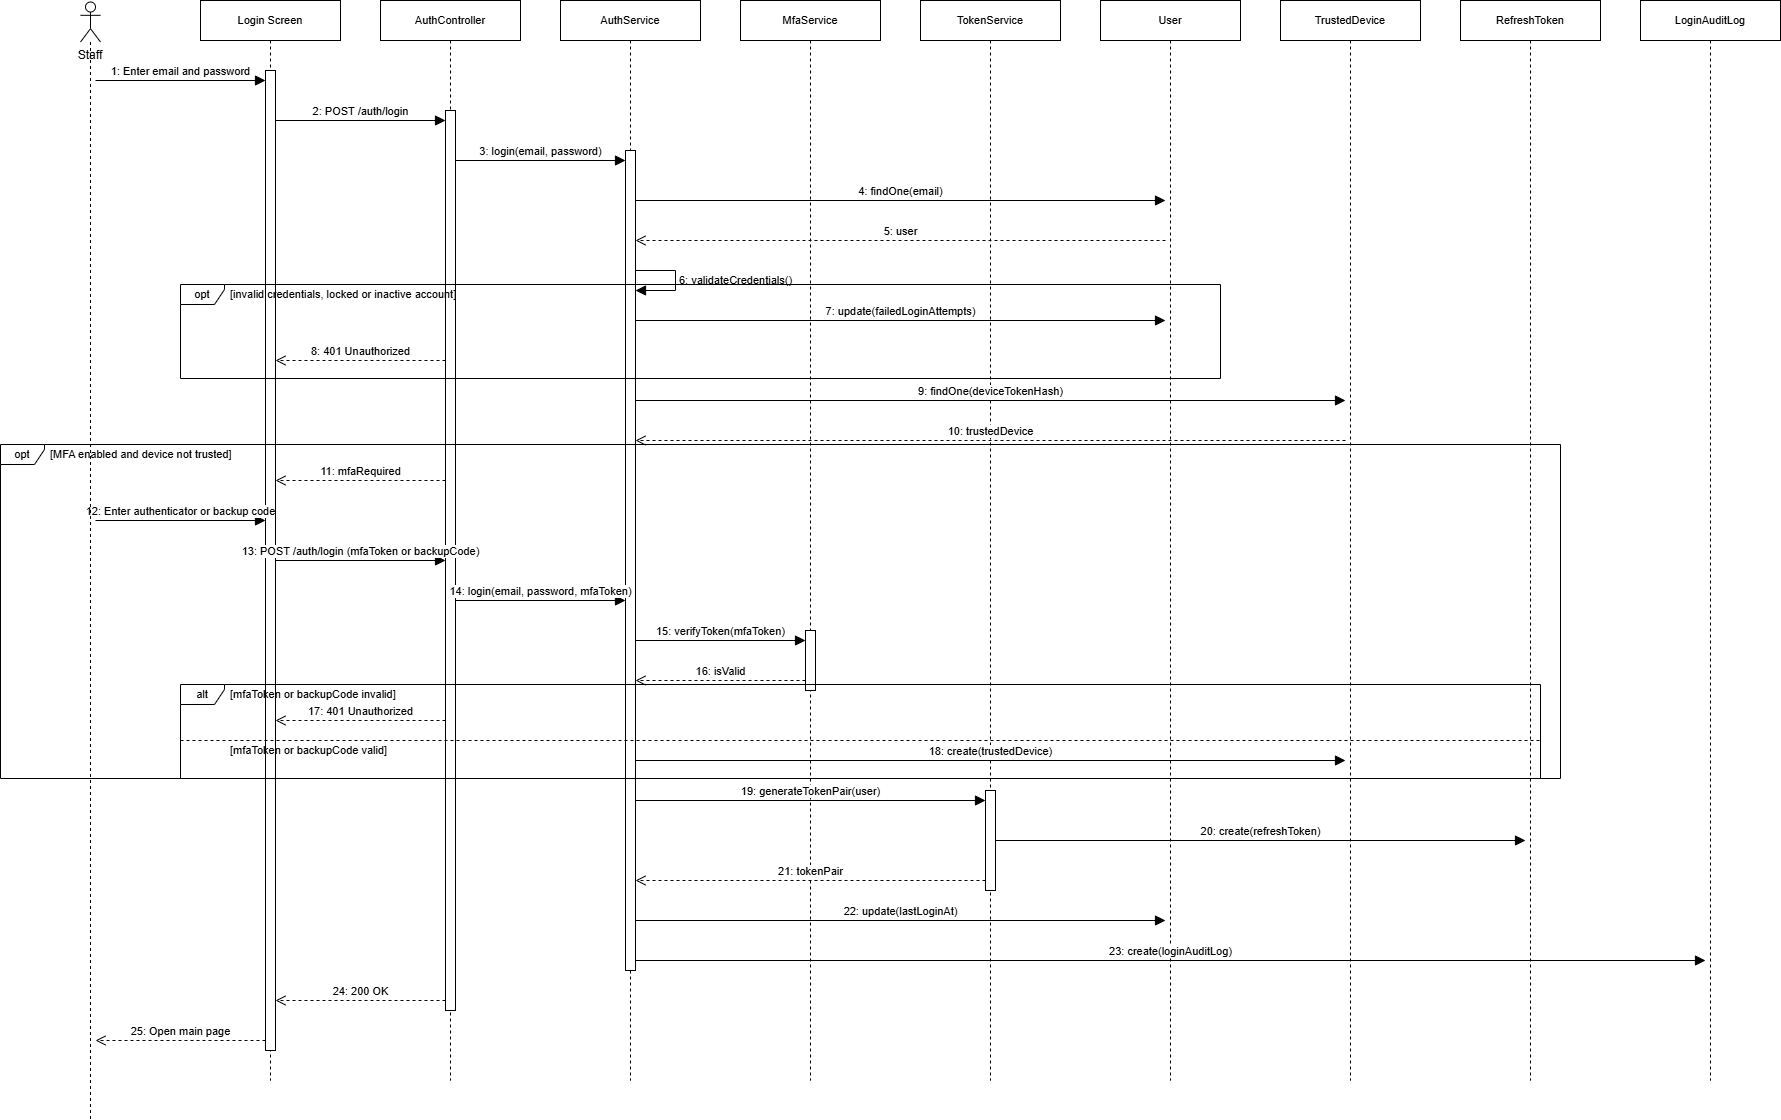 Login Screen
AuthController
AuthService
MfaService
TokenService
User
TrustedDevice
RefreshToken
LoginAuditLog
Staff
1: Enter email and password
2: POST /auth/login
3: login(email, password)
4: findOne(email)
5: user
6: validateCredentials()
opt
[invalid credentials, locked or inactive account]
7: update(failedLoginAttempts)
8: 401 Unauthorized
9: findOne(deviceTokenHash)
10: trustedDevice
opt
[MFA enabled and device not trusted]
11: mfaRequired
12: Enter authenticator or backup code
13: POST /auth/login (mfaToken or backupCode)
14: login(email, password, mfaToken)
15: verifyToken(mfaToken)
16: isValid
alt
[mfaToken or backupCode invalid]
17: 401 Unauthorized
[mfaToken or backupCode valid]
18: create(trustedDevice)
19: generateTokenPair(user)
20: create(refreshToken)
21: tokenPair
22: update(lastLoginAt)
23: create(loginAuditLog)
24: 200 OK
25: Open main page